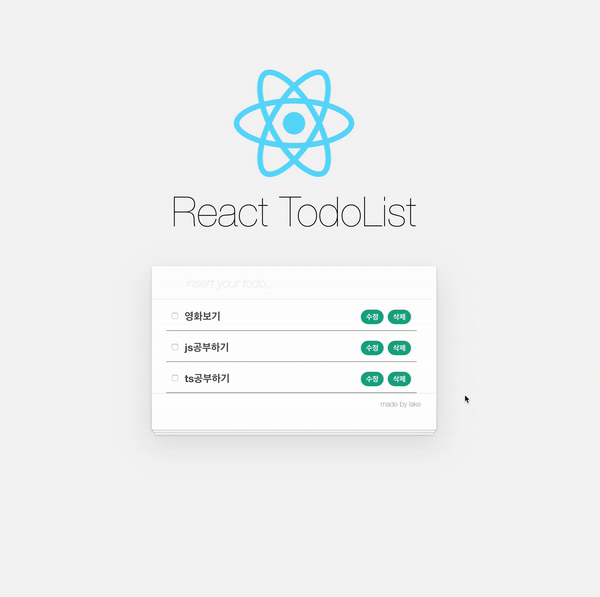 React TodoList
insert your todo...
영화보기 수정 삭제
js공부하기 수정 삭제
ts공부하기 수정 삭제
made by lake